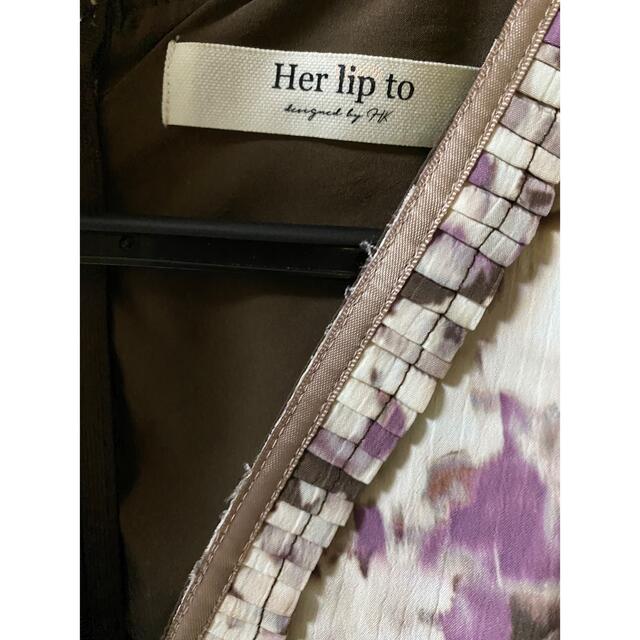 Her lip to
designed by HK